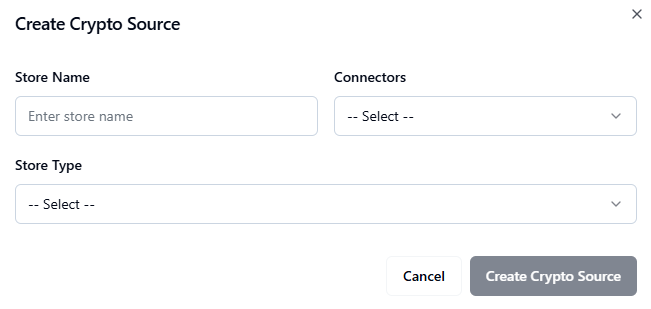 Create Crypto Source
Store Name
Connectors
Enter store name
-- Select --
Store Type
-- Select --
Cancel
Create Crypto Source